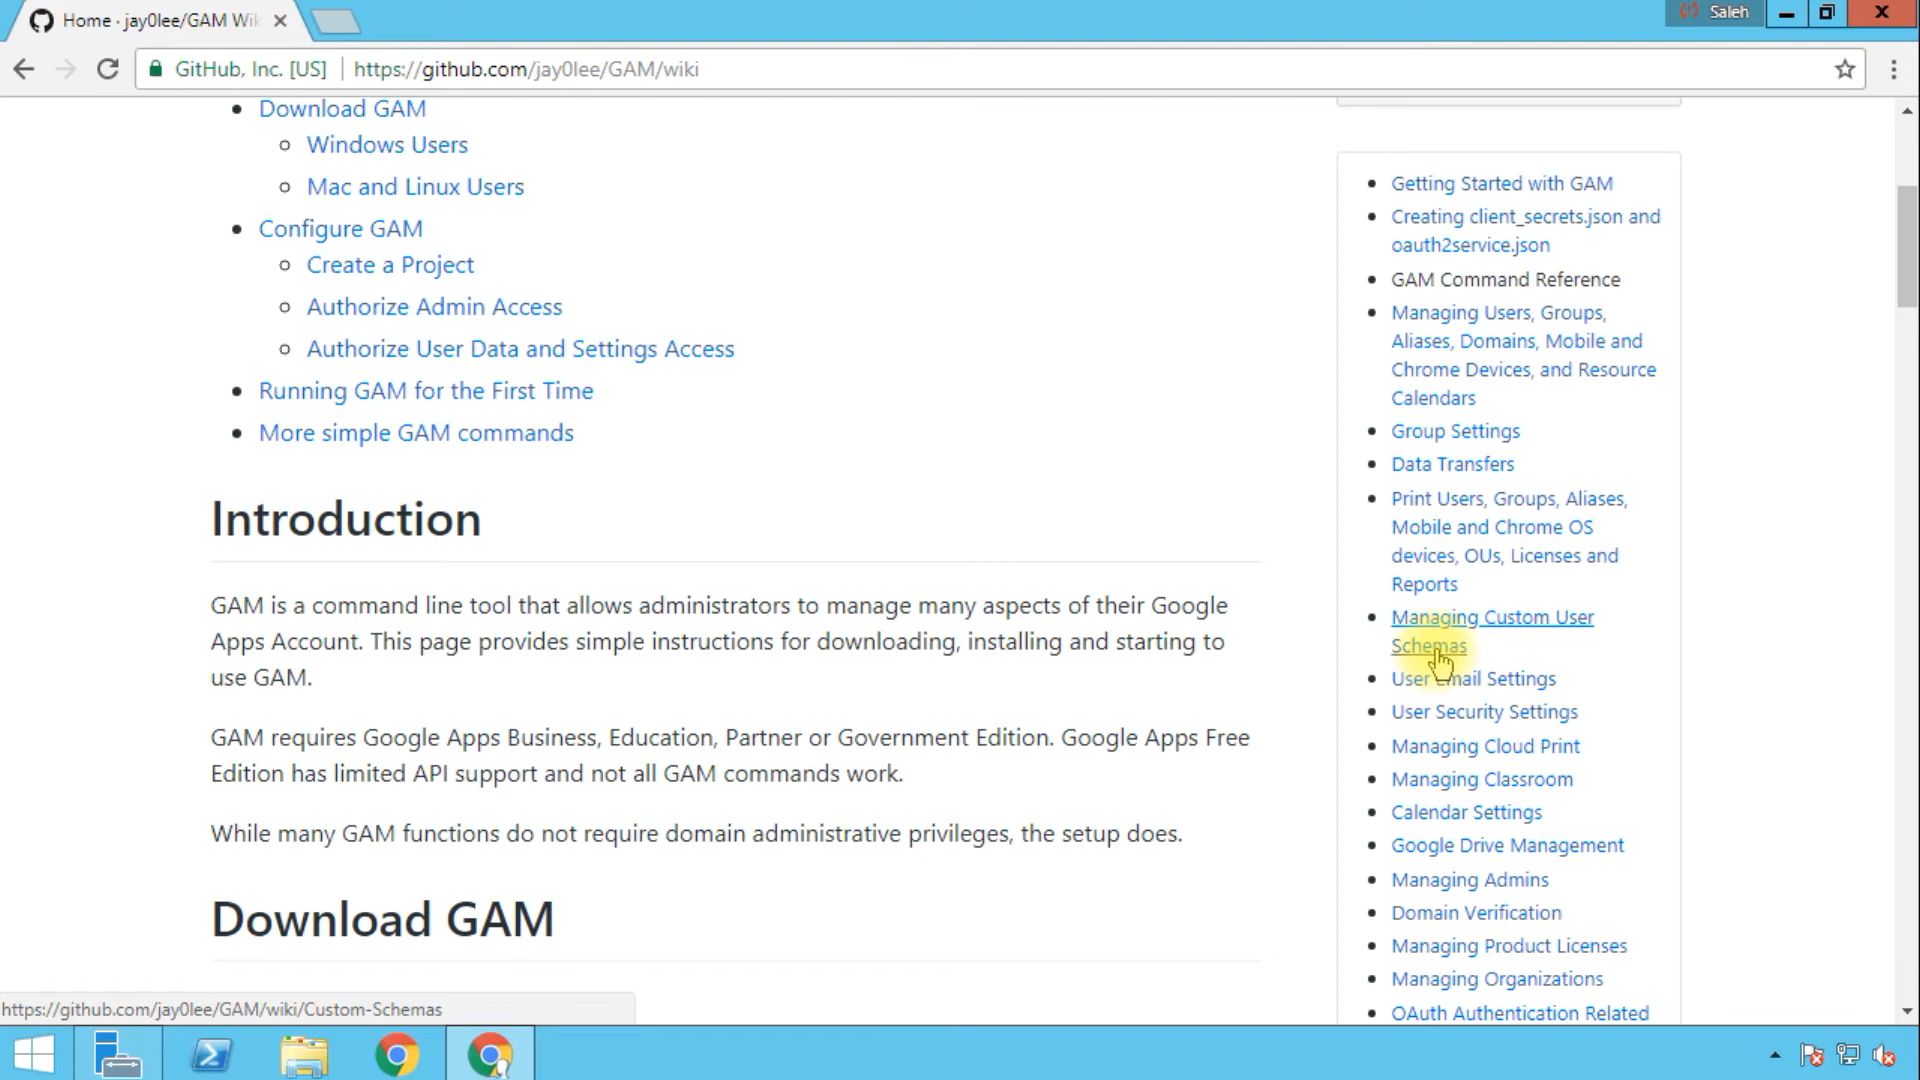 Home · jay0lee/GAM Wik
Saleh
GitHub, Inc. [US]
https://github.com/jay0lee/GAM/wiki
Download GAM
Windows Users
Mac and Linux Users
Configure GAM
Create a Project
Authorize Admin Access
Authorize User Data and Settings Access
Running GAM for the First Time
More simple GAM commands
Introduction
GAM is a command line tool that allows administrators to manage many aspects of their Google
Apps Account. This page provides simple instructions for downloading, installing and starting to
use GAM.
GAM requires Google Apps Business, Education, Partner or Government Edition. Google Apps Free
Edition has limited API support and not all GAM commands work.
While many GAM functions do not require domain administrative privileges, the setup does.
Download GAM
Getting Started with GAM
Creating client_secrets.json and
oauth2service.json
GAM Command Reference
Managing Users, Groups,
Aliases, Domains, Mobile and
Chrome Devices, and Resource
Calendars
Group Settings
Data Transfers
Print Users, Groups, Aliases,
Mobile and Chrome OS
devices, OUs, Licenses and
Reports
Managing Custom User
Schemas
User Email Settings
User Security Settings
Managing Cloud Print
Managing Classroom
Calendar Settings
Google Drive Management
Managing Admins
Domain Verification
Managing Product Licenses
Managing Organizations
OAuth Authentication Related
https://github.com/jay0lee/GAM/wiki/Custom-Schemas